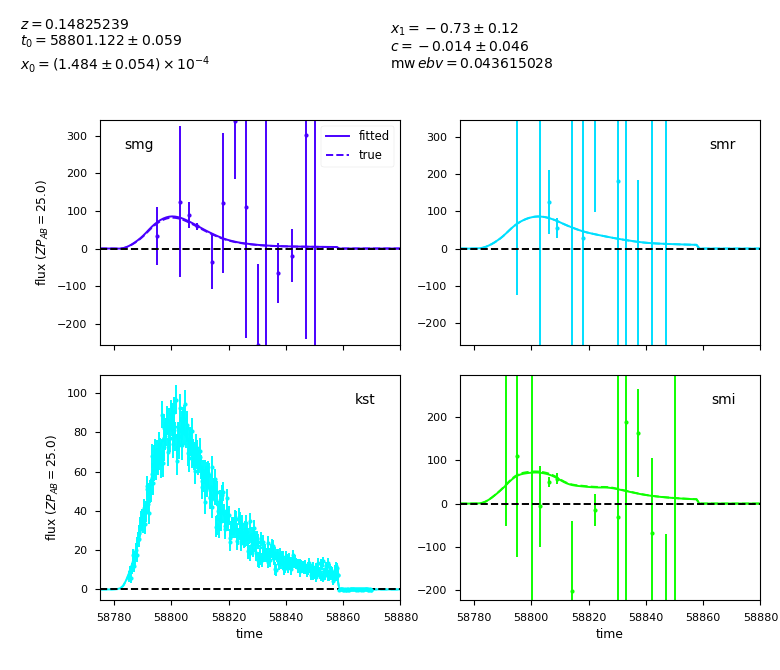 z = 0.14825239
t₀ = 58801.122 ± 0.059
x₀ = (1.484 ± 0.054) × 10⁻⁴
x₁ = −0.73 ± 0.12
c = −0.014 ± 0.046
mw ebv = 0.043615028
smg
fitted
true
300
200
100
0
−100
−200
flux (ZP_AB = 25.0)
smr
300
200
100
0
−100
−200
kst
100
80
60
40
20
0
flux (ZP_AB = 25.0)
58780 58800 58820 58840 58860 58880
time
smi
200
100
0
−100
−200
58780 58800 58820 58840 58860 58880
time